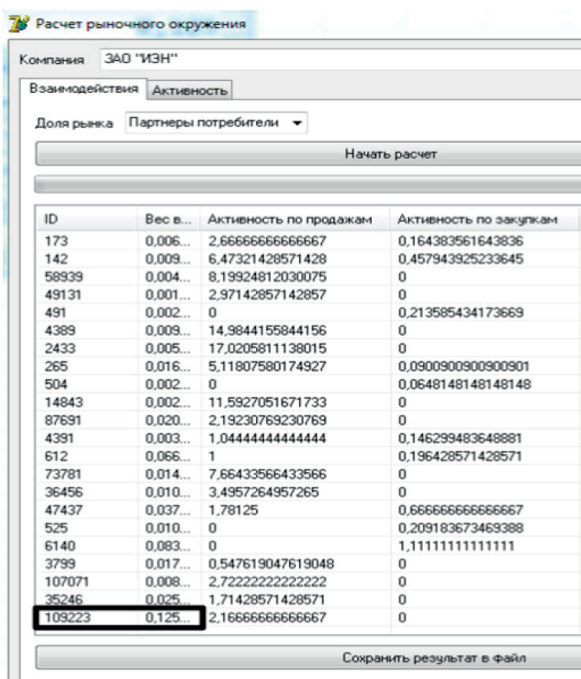 Расчет рыночного окружения
Компания ЗАО "ИЭН"
Взаимодействия Активность
Доля рынка Партнеры потребители
Начать расчет
ID Вес в... Активность по продажам Активность по закупкам
173 0,006... 2,66666666666667 0,164383561643836
142 0,009... 6,47321428571428 0,457943925233645
58939 0,004... 8,19924812030075 0
49131 0,001... 2,97142857142857 0
491 0,002... 0 0,213585434173669
4389 0,009... 14,9844155844156 0
2433 0,005... 17,0205811138015 0
265 0,016... 5,11807580174927 0,0900900900900901
504 0,002... 0 0,0648148148148148
14843 0,002... 11,5927051671733 0
87691 0,020... 2,19230769230769 0
4391 0,003... 1,04444444444444 0,146299483648881
612 0,066... 1 0,196428571428571
73781 0,014... 7,66433566433566 0
36456 0,010... 3,4957264957265 0
47437 0,037... 1,78125 0,666666666666667
525 0,010... 0 0,209183673469388
6140 0,083... 0 1,11111111111111
3799 0,017... 0,547619047619048 0
107071 0,008... 2,72222222222222 0
35246 0,025... 1,71428571428571 0
109223 0,125... 2,16666666666667 0
Сохранить результат в файл